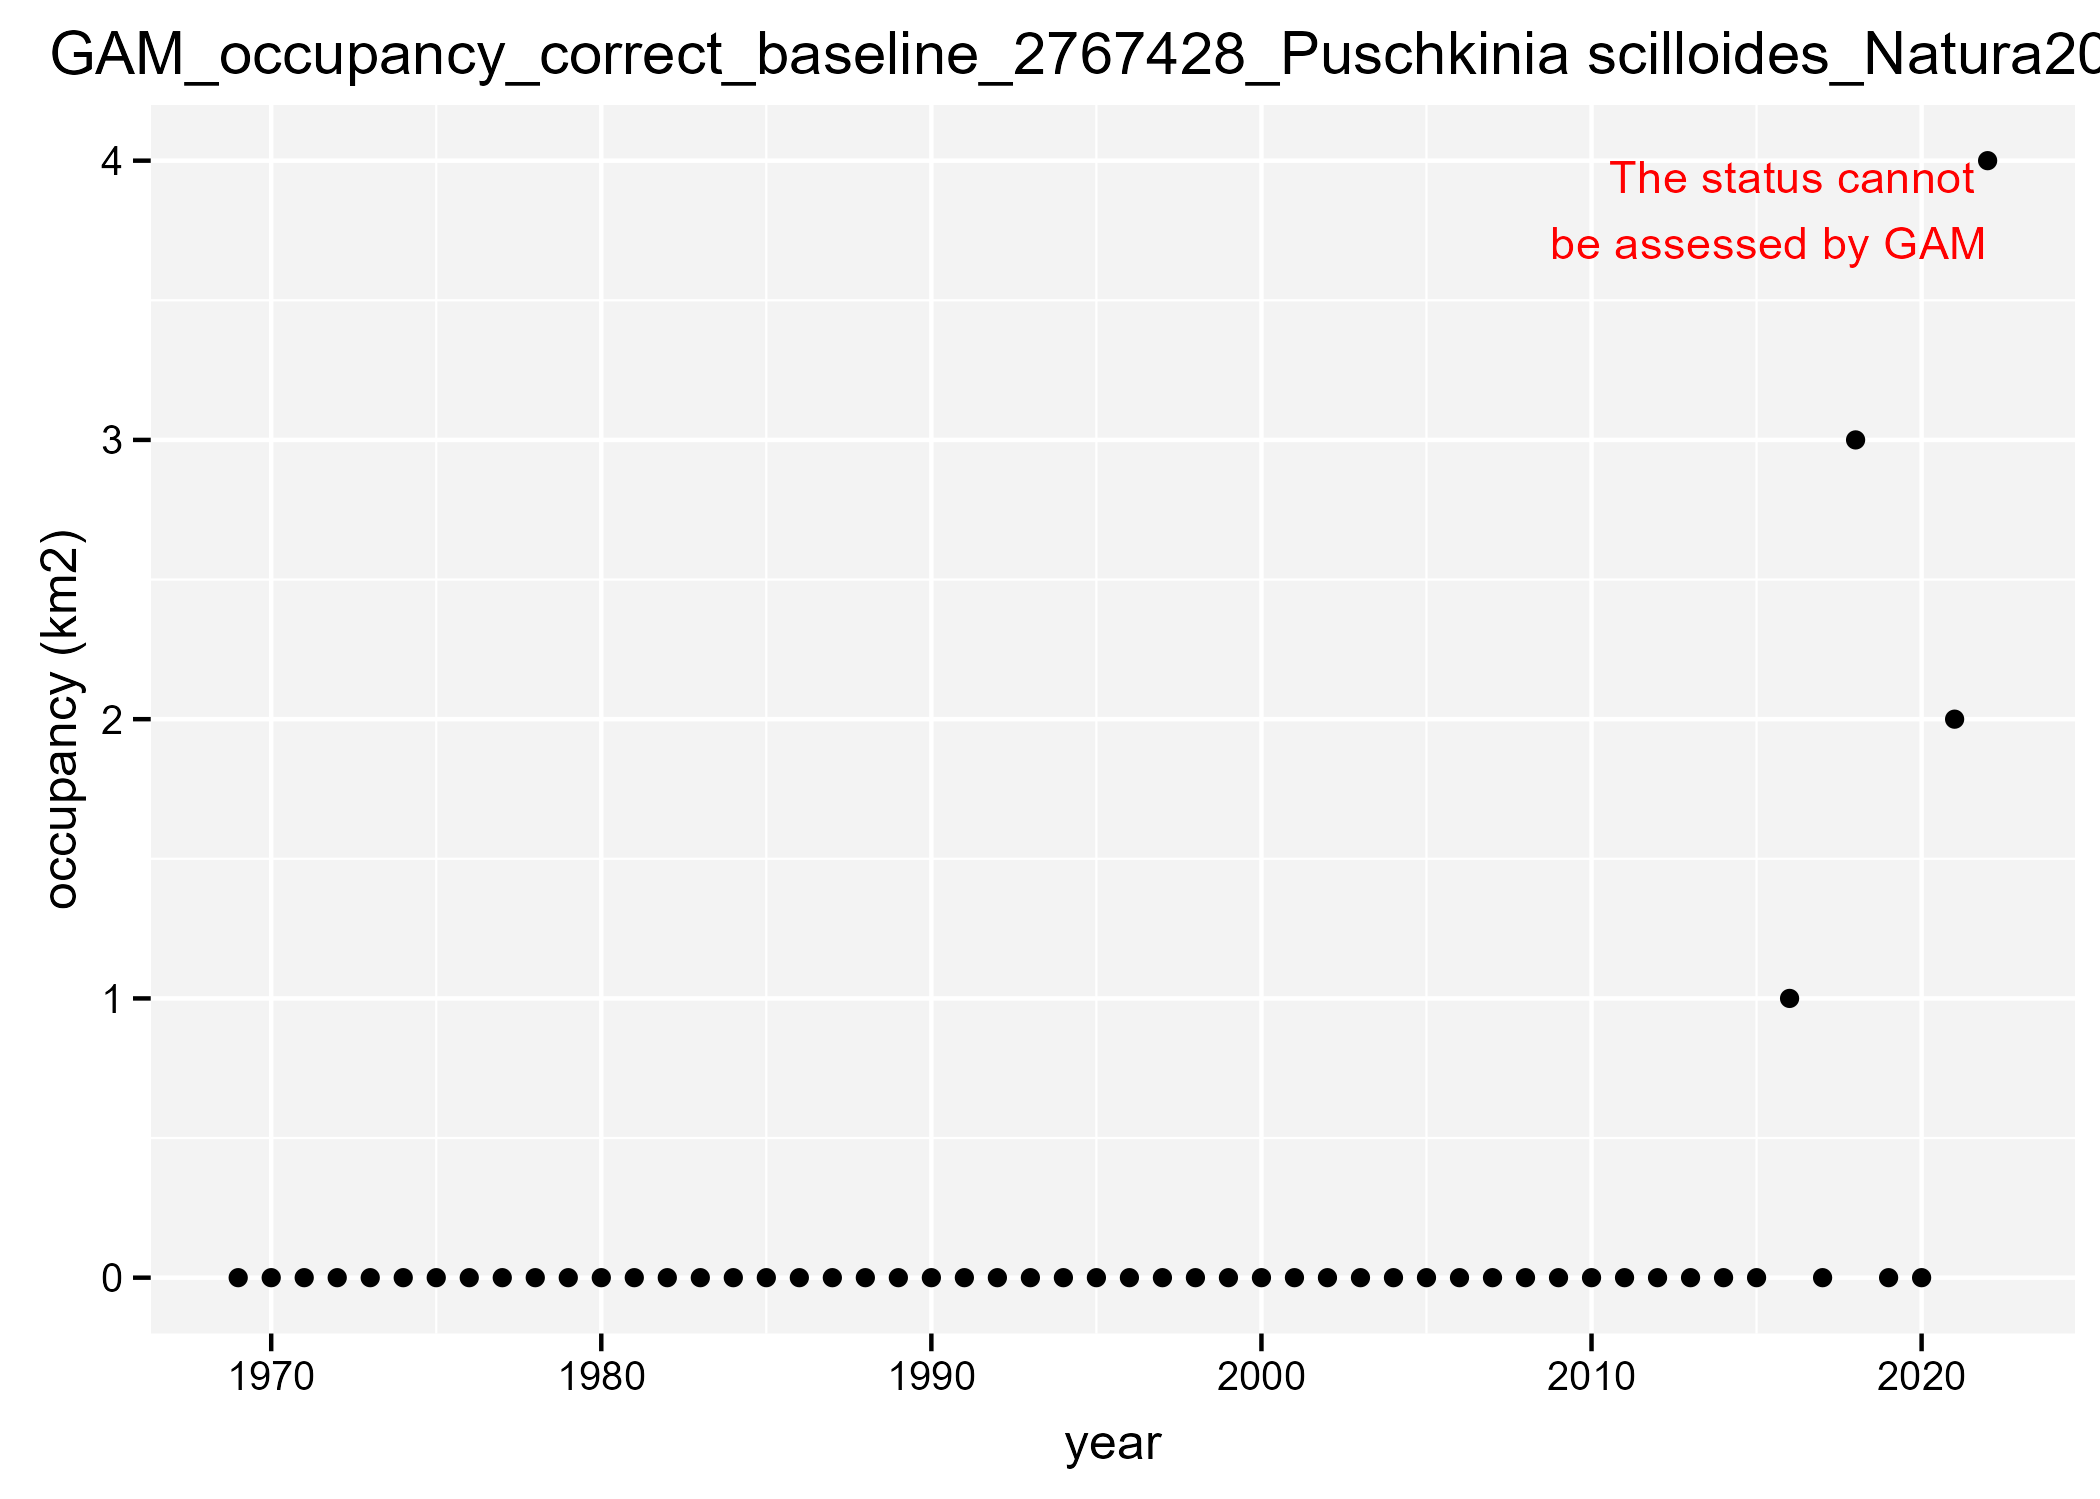 GAM_occupancy_correct_baseline_2767428_Puschkinia scilloides_Natura20
4
The status cannot
be assessed by GAM
3
2
1
0
occupancy (km2)
1970 1980 1990 2000 2010 2020
year